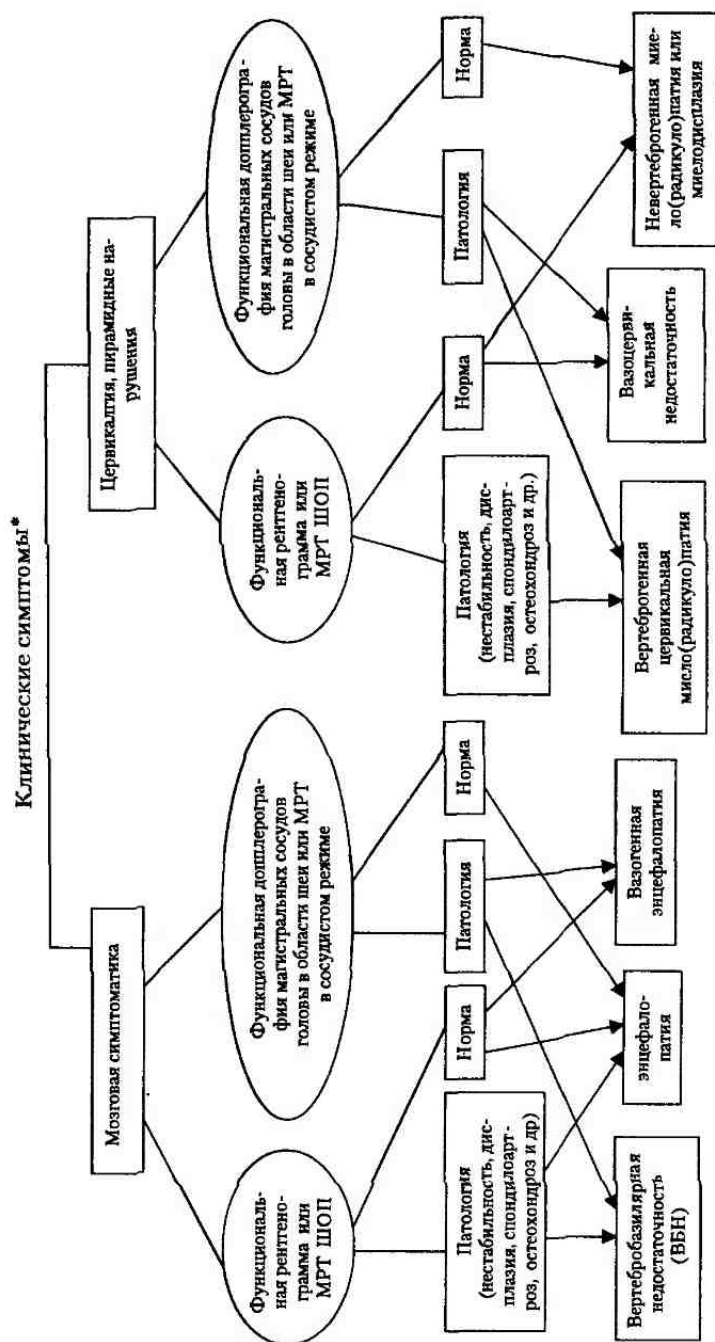 Клинические симптомы*
Мозговая симптоматика
Цервикалгия, пирамидные на-
рушения
Функциональ-
ная рентгено-
грамма или
МРТ ШОП
Функциональная допплерогра-
фия магистральных сосудов
головы в области шеи или МРТ
в сосудистом режиме
Функциональ-
ная рентгено-
грамма или
МРТ ШОП
Функциональная допплерогра-
фия магистральных сосудов
головы в области шеи или МРТ
в сосудистом режиме
Патология
(нестабильность, дис-
плазия, спондилоарт-
роз, остеохондроз и др)
Норма
Патология
Норма
Патология
(нестабильность, дис-
плазия, спондилоарт-
роз, остеохондроз и др.)
Норма
Патология
Норма
Вертебробазилярная
недостаточность
(ВБН)
энцефало-
патия
Вазогенная
энцефалопатия
Вертеброгенная
цервикальная
мисло(радикуло)патия
Вазоцерви-
кальная
недостаточность
Невертеброгенная мие-
ло(радикуло)патия или
миелодисплазия